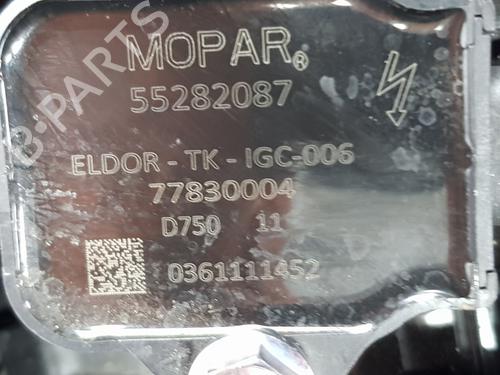 MOPAR®
55282087
ELDOR - TK - IGC-006
77830004
D750 11
0361111452
B-PARTS